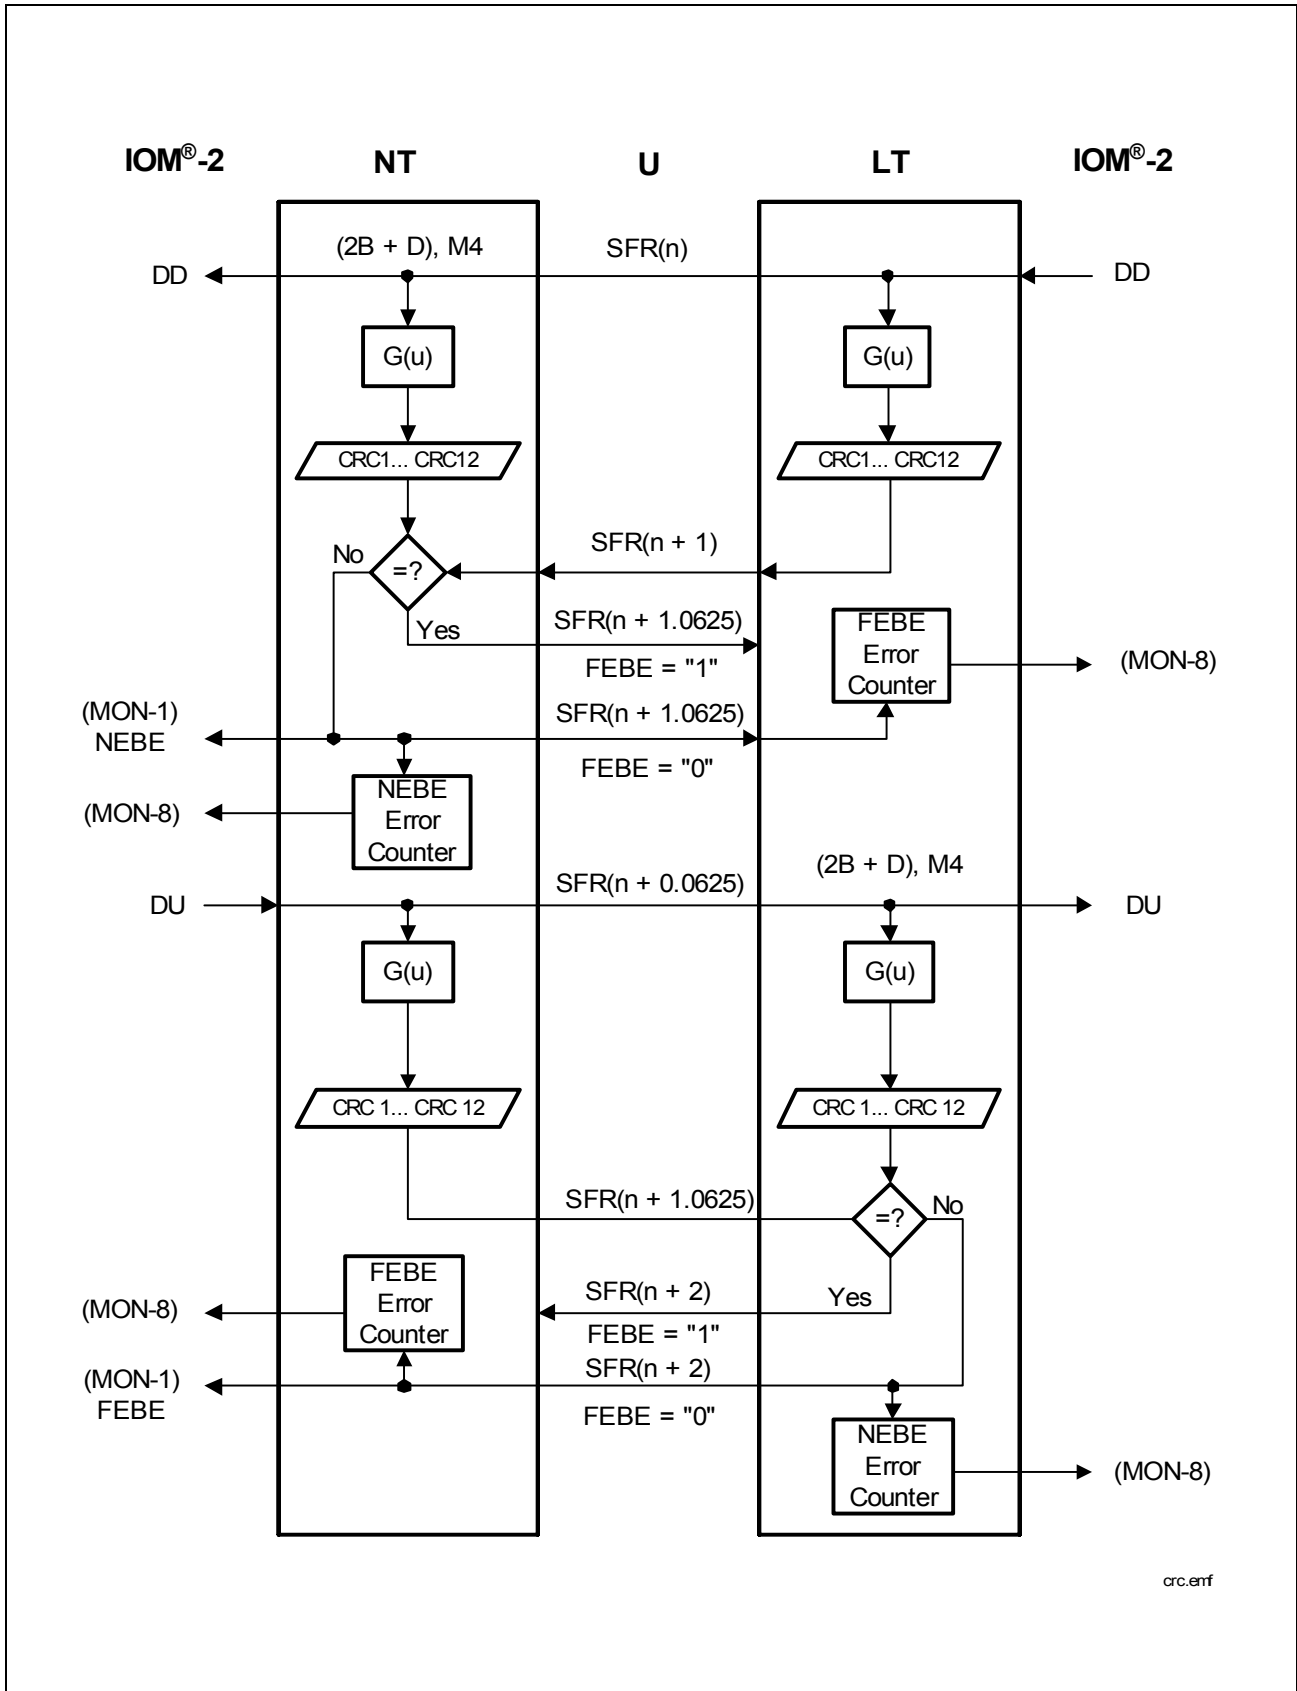 IOM®-2 NT U LT IOM®-2
(2B + D), M4 SFR(n)
DD DD
G(u) G(u)
CRC1... CRC12 CRC1... CRC12
SFR(n + 1)
No
=?
Yes SFR(n + 1.0625)
FEBE = "1"
FEBE
Error
Counter
(MON-8)
(MON-1)
NEBE
SFR(n + 1.0625)
FEBE = "0"
(MON-8)
NEBE
Error
Counter
(2B + D), M4
SFR(n + 0.0625)
DU DU
G(u) G(u)
CRC 1... CRC 12 CRC 1... CRC 12
SFR(n + 1.0625)
=?
No
FEBE
Error
Counter
(MON-8)
SFR(n + 2) Yes
FEBE = "1"
(MON-1)
FEBE
SFR(n + 2)
FEBE = "0"
NEBE
Error
Counter
(MON-8)
crc.emf